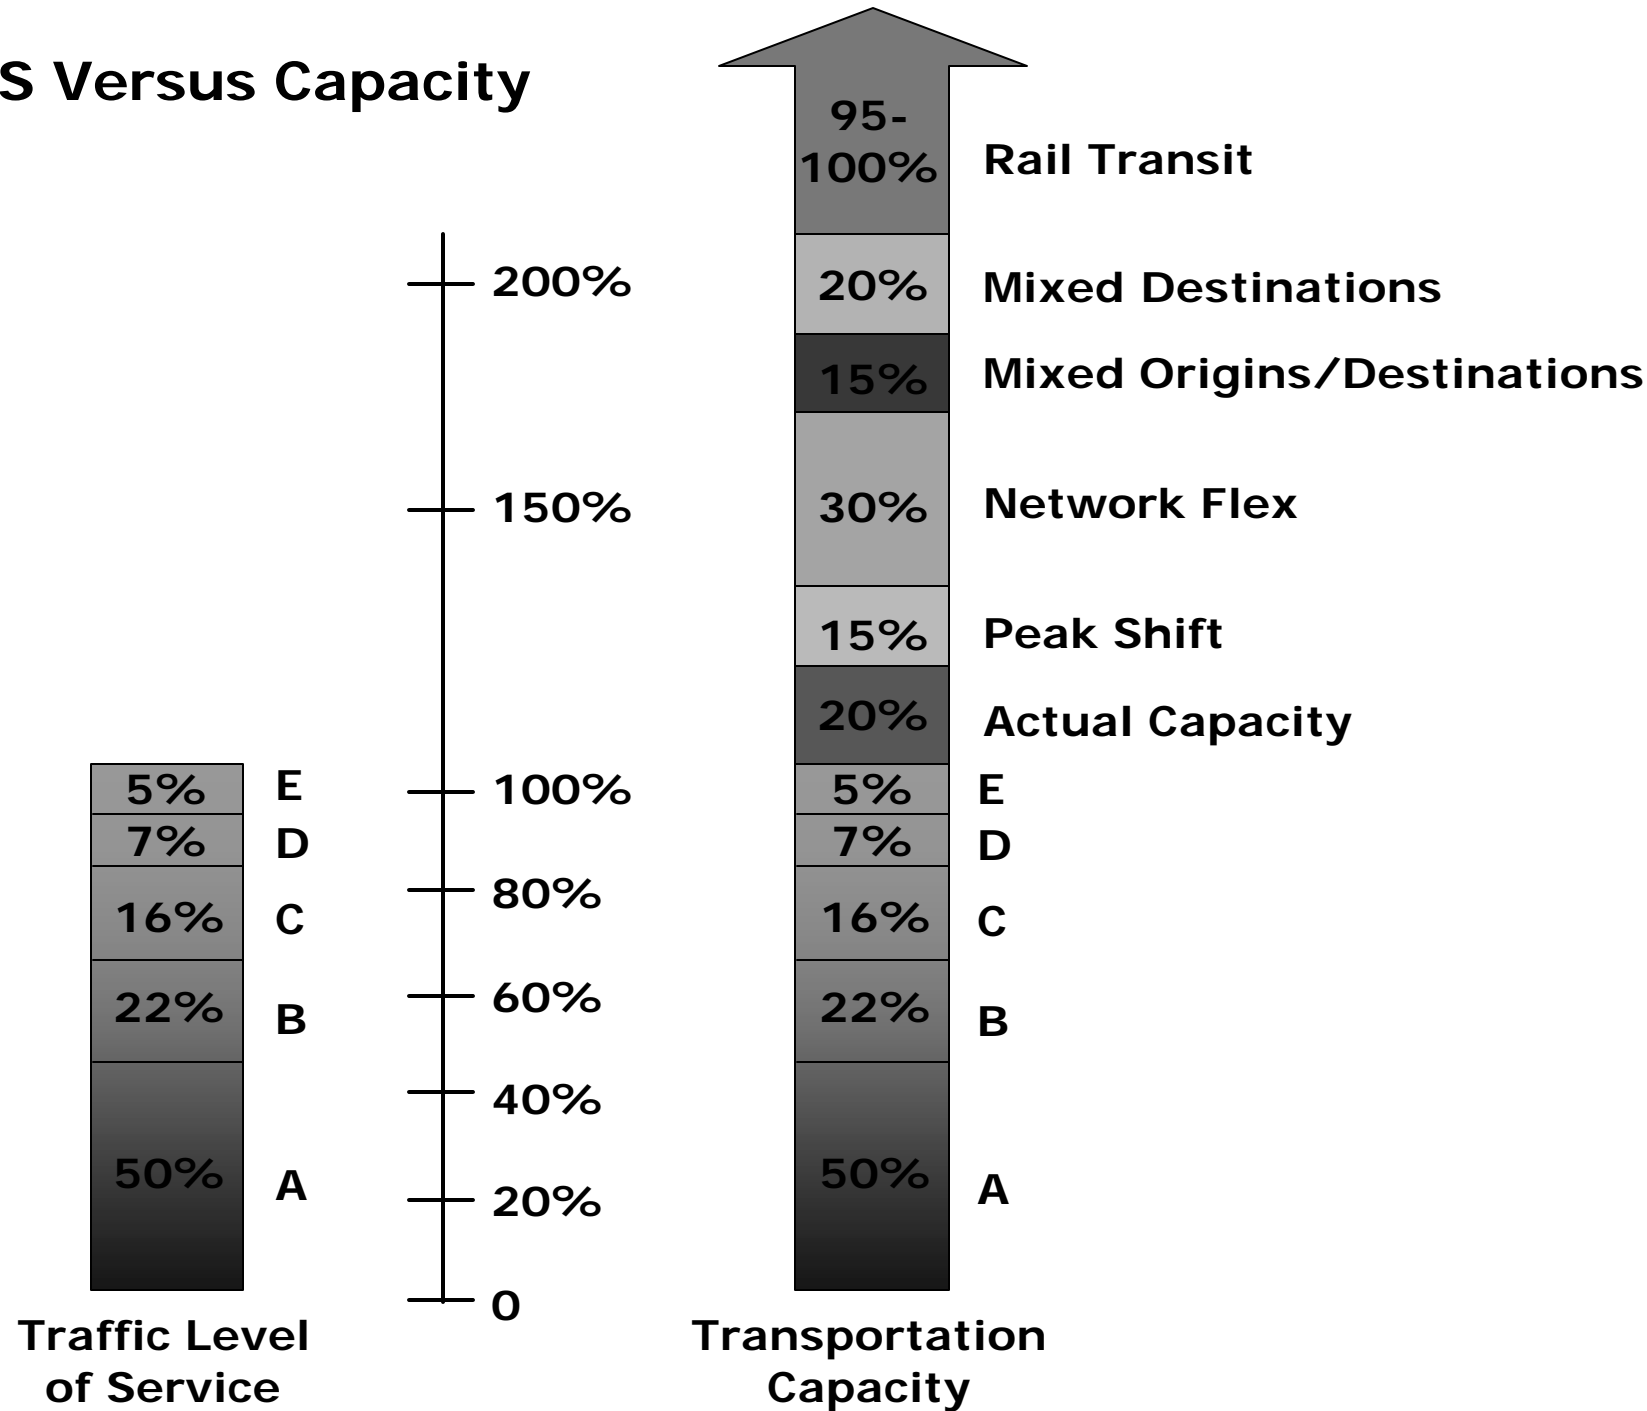 S Versus Capacity
95-
100%
Rail Transit
200%
20%
Mixed Destinations
15%
Mixed Origins/Destinations
150%
30%
Network Flex
15%
Peak Shift
20%
Actual Capacity
5%
E
100%
5%
E
7%
D
7%
D
80%
16%
C
16%
C
22%
B
60%
22%
B
40%
50%
A
20%
50%
A
0
Traffic Level
of Service
Transportation
Capacity